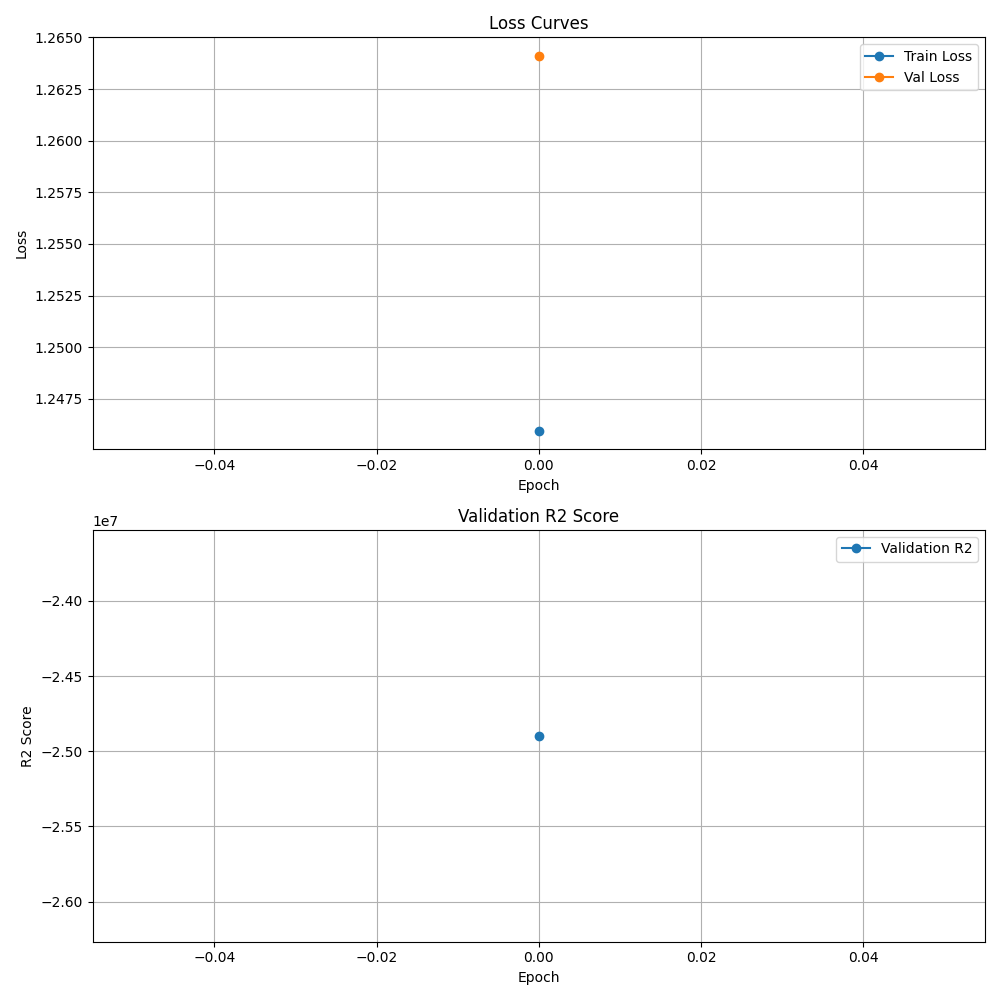 Loss Curves
1.2650
1.2625
1.2600
1.2575
1.2550
1.2525
1.2500
1.2475
Loss
Train Loss
Val Loss
−0.04 −0.02 0.00 0.02 0.04
Epoch
Validation R2 Score
1e7
−2.40
−2.45
−2.50
−2.55
−2.60
R2 Score
Validation R2
−0.04 −0.02 0.00 0.02 0.04
Epoch